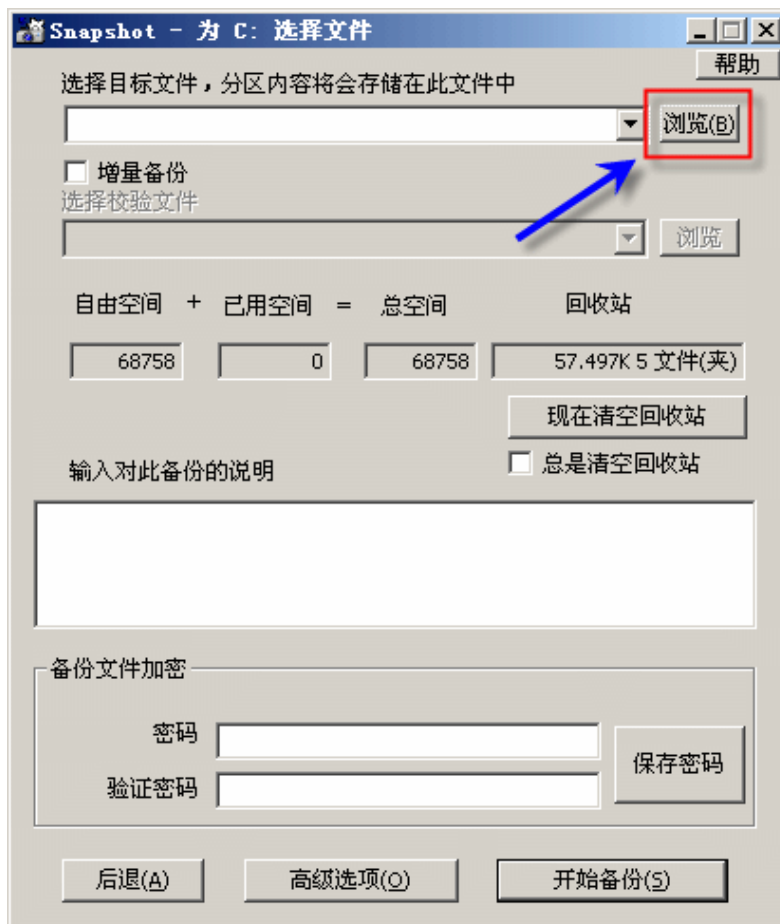 Snapshot - 为 C: 选择文件
帮助
选择目标文件，分区内容将会存储在此文件中
浏览(B)
增量备份
选择校验文件
浏览
自由空间 + 已用空间 = 总空间 回收站
68758 0 68758 57.497K 5 文件(夹)
现在清空回收站
输入对此备份的说明 总是清空回收站
备份文件加密
密码
验证密码
保存密码
后退(A) 高级选项(O) 开始备份(S)